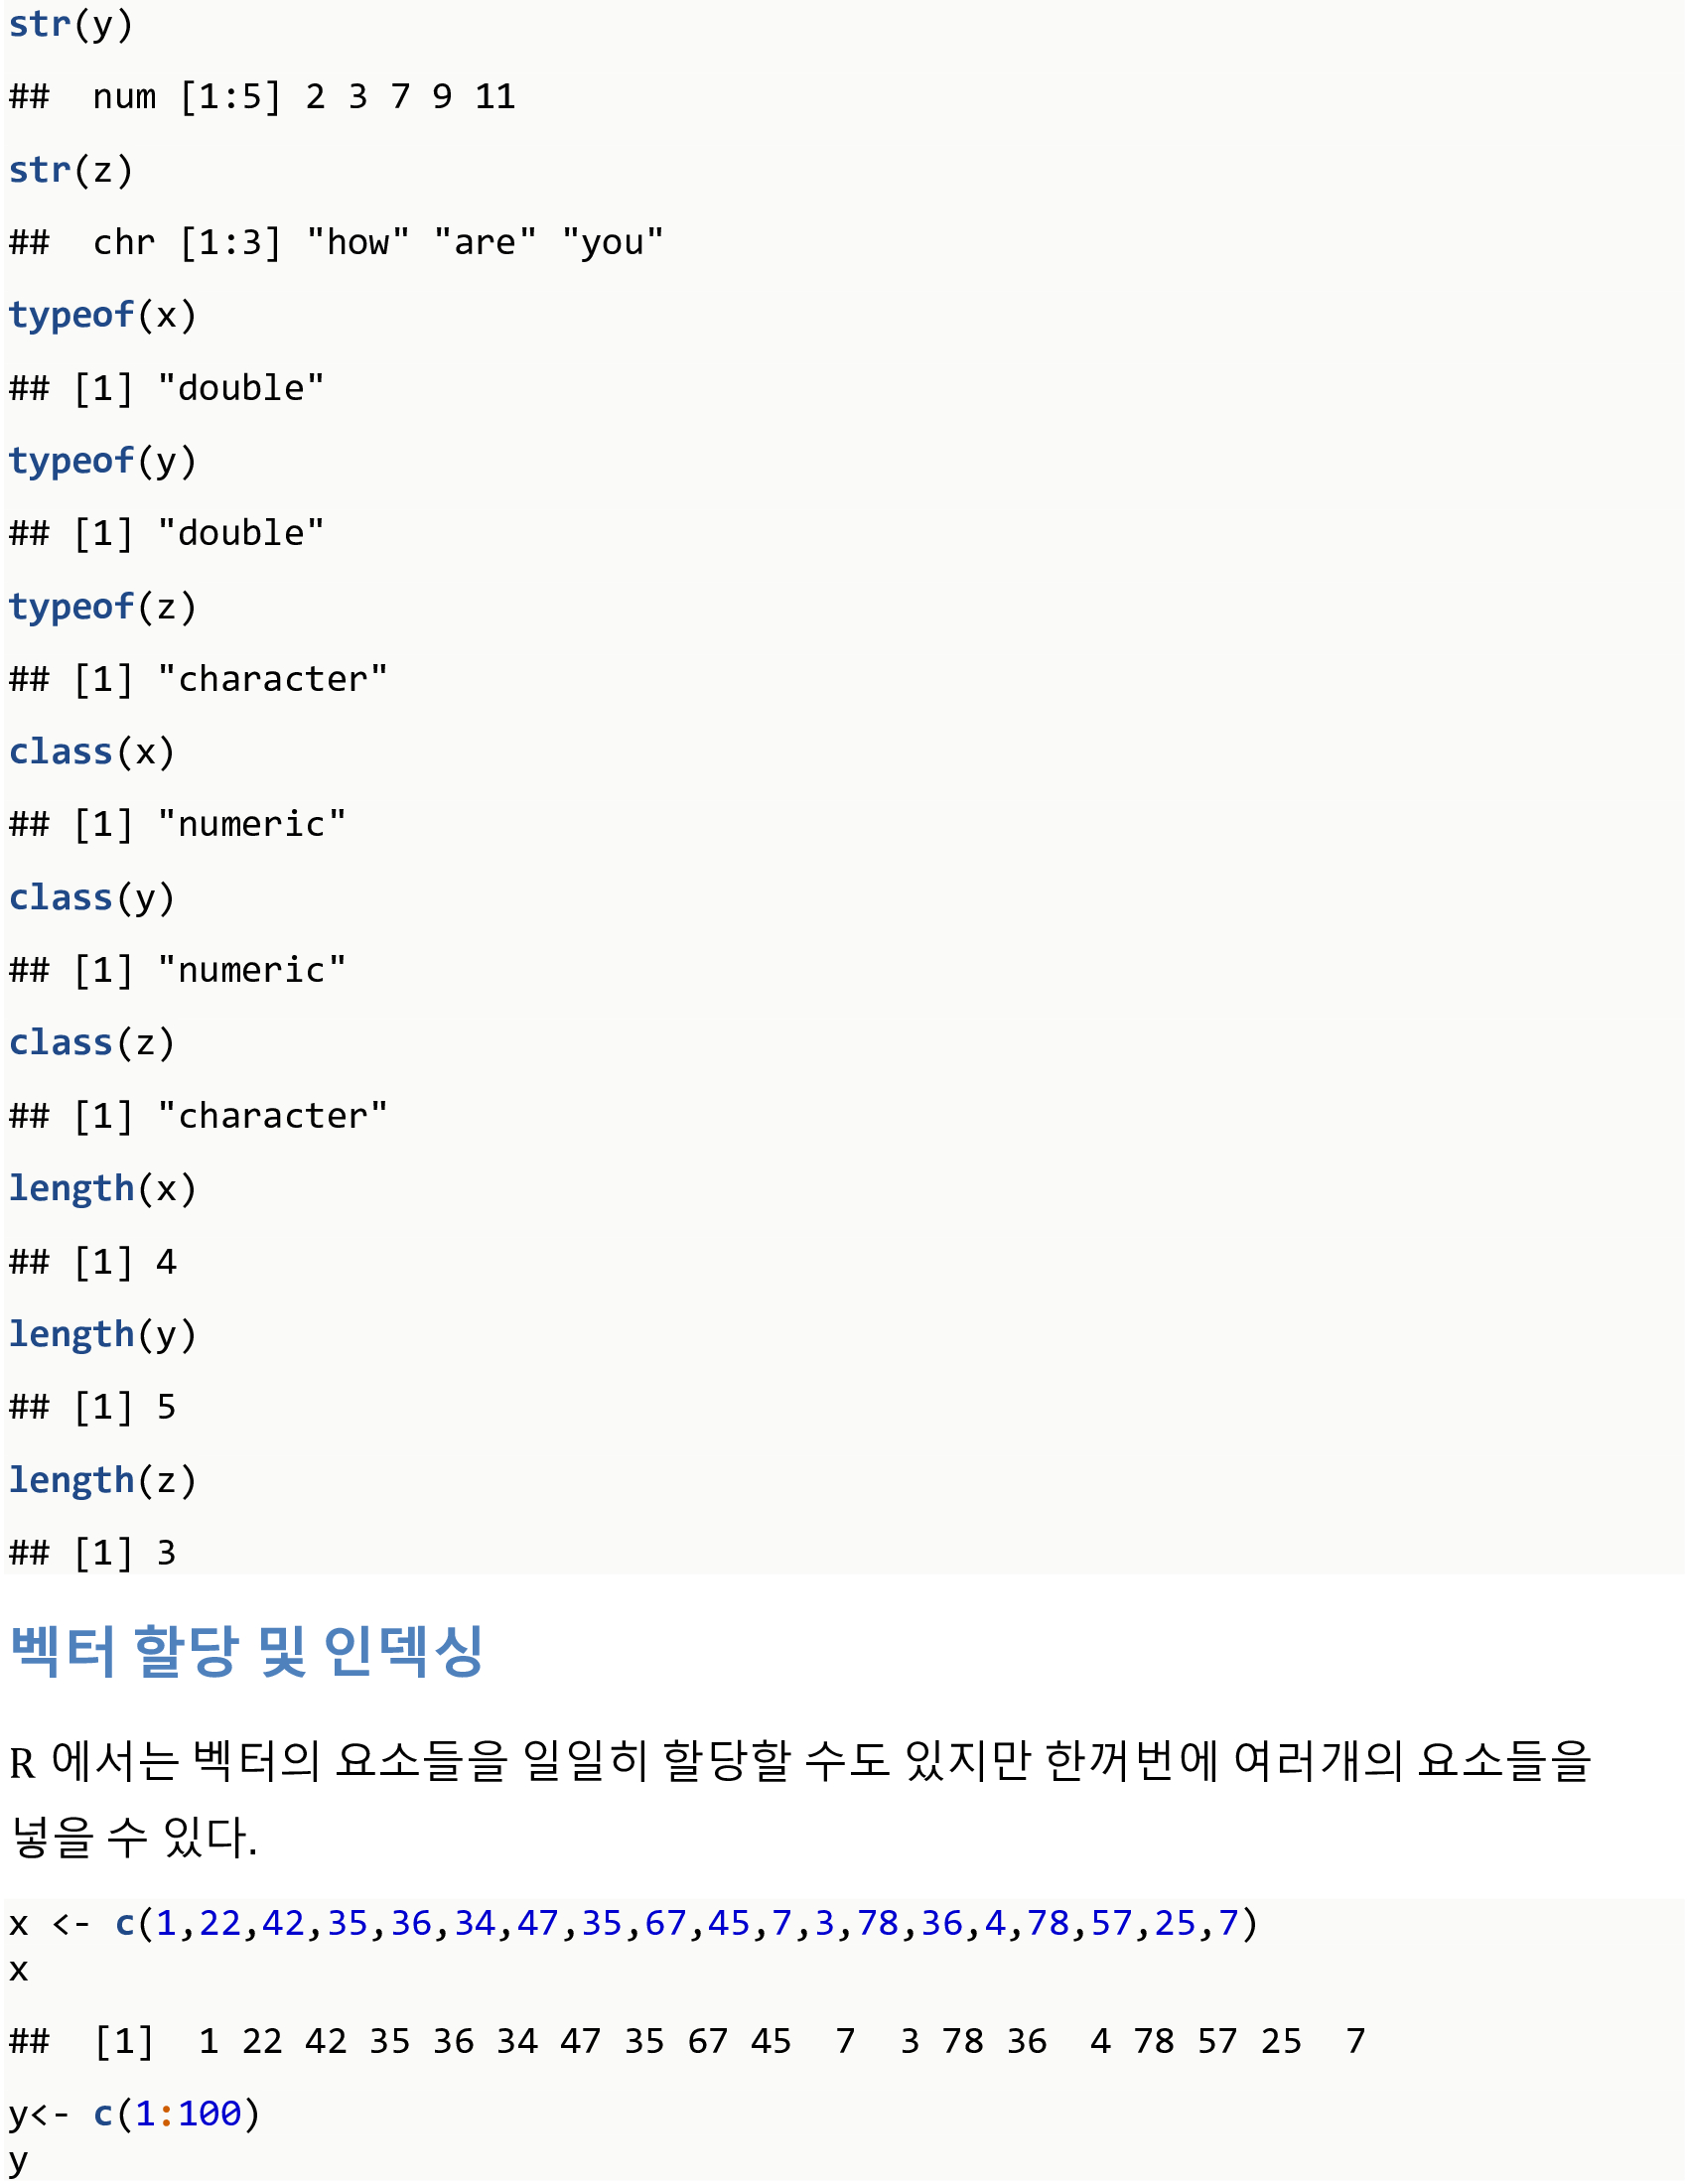 str(y)
##  num [1:5] 2 3 7 9 11
str(z)
##  chr [1:3] "how" "are" "you"
typeof(x)
## [1] "double"
typeof(y)
## [1] "double"
typeof(z)
## [1] "character"
class(x)
## [1] "numeric"
class(y)
## [1] "numeric"
class(z)
## [1] "character"
length(x)
## [1] 4
length(y)
## [1] 5
length(z)
## [1] 3
벡터 할당 및 인덱싱
R 에서는 벡터의 요소들을 일일히 할당할 수도 있지만 한꺼번에 여러개의 요소들을
넣을 수 있다.
x <- c(1,22,42,35,36,34,47,35,67,45,7,3,78,36,4,78,57,25,7)
x
##  [1]  1 22 42 35 36 34 47 35 67 45  7  3 78 36  4 78 57 25  7
y<- c(1:100)
y